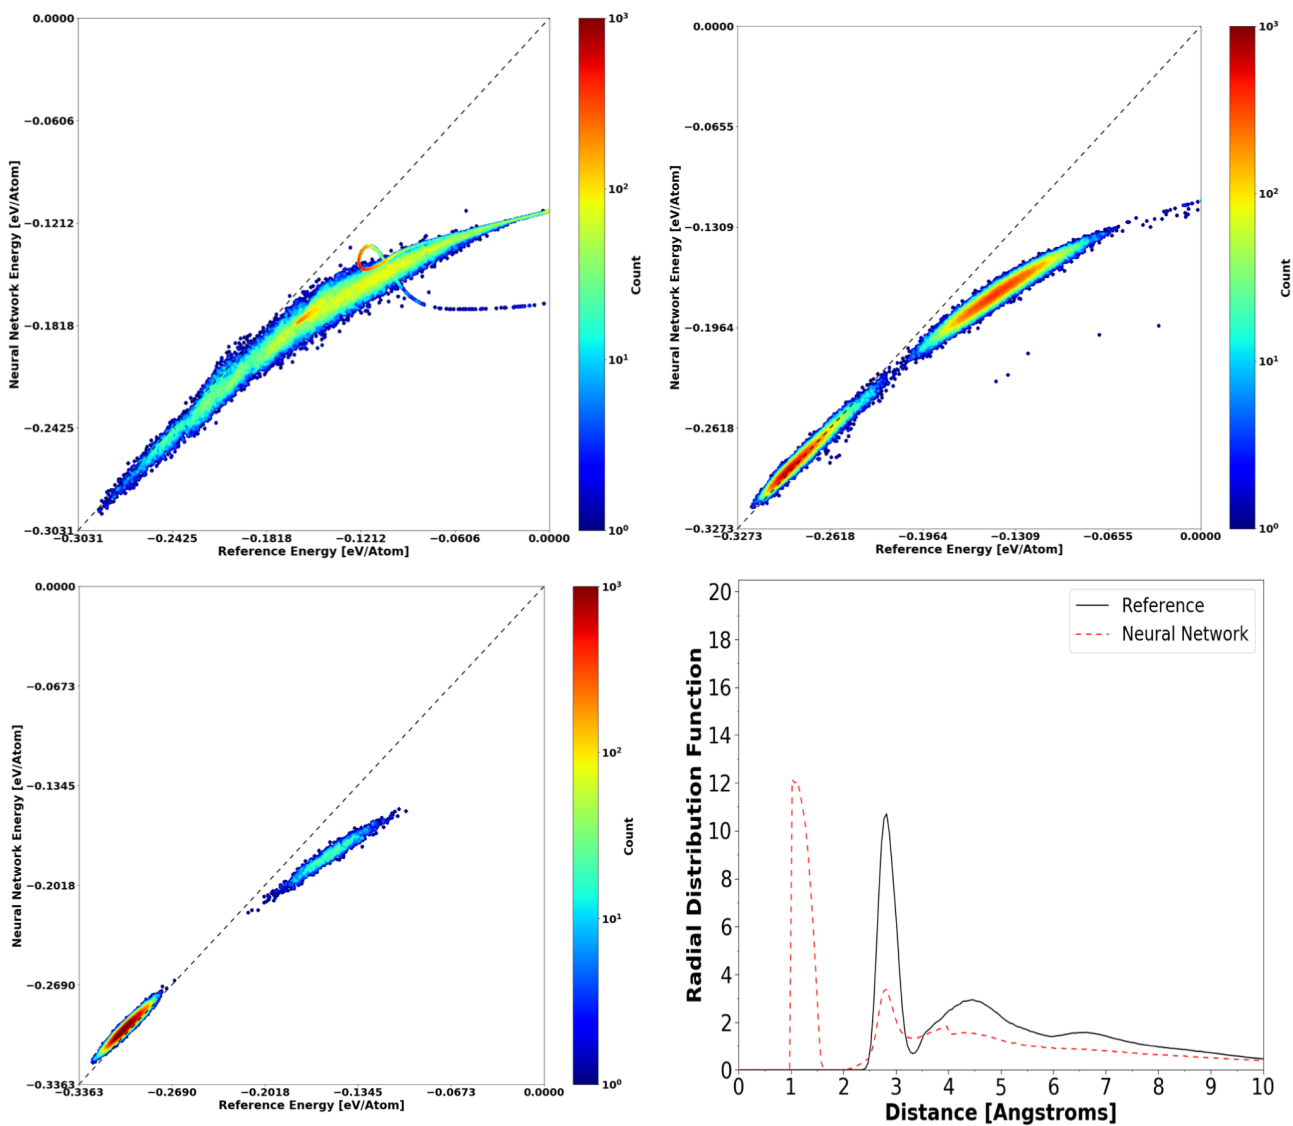 0.0000
−0.0606
−0.1212
−0.1818
−0.2425
−0.3031
−0.3031 −0.2425 −0.1818 −0.1212 −0.0606 0.0000
Reference Energy [eV/Atom]
Neural Network Energy [eV/Atom]
10³
10²
10¹
10⁰
Count
0.0000
−0.0655
−0.1309
−0.1964
−0.2618
−0.3273
−0.3273 −0.2618 −0.1964 −0.1309 −0.0655 0.0000
Reference Energy [eV/Atom]
Neural Network Energy [eV/Atom]
10³
10²
10¹
10⁰
Count
0.0000
−0.0673
−0.1345
−0.2018
−0.2690
−0.3363
−0.3363 −0.2690 −0.2018 −0.1345 −0.0673 0.0000
Reference Energy [eV/Atom]
Neural Network Energy [eV/Atom]
10³
10²
10¹
10⁰
Count
20
18
16
14
12
10
8
6
4
2
0
0 1 2 3 4 5 6 7 8 9 10
Distance [Angstroms]
Radial Distribution Function
Reference
Neural Network